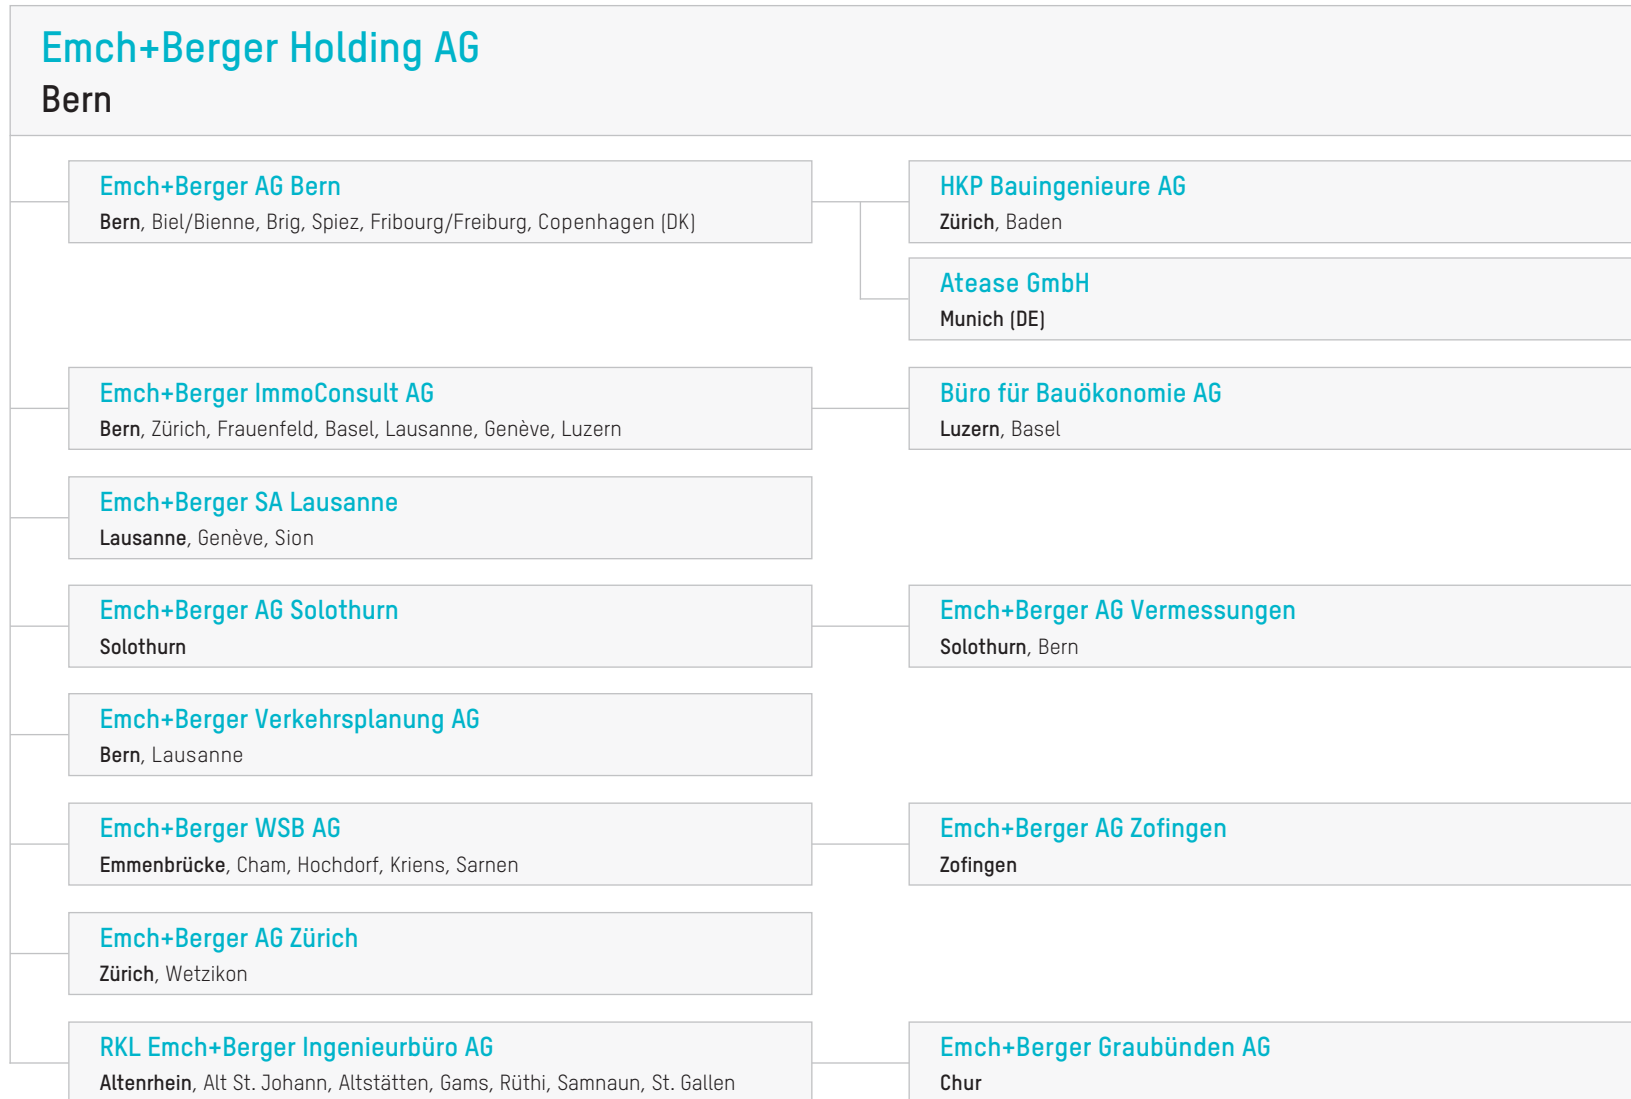 Emch+Berger Holding AG
Bern
Emch+Berger AG Bern
Bern, Biel/Bienne, Brig, Spiez, Fribourg/Freiburg, Copenhagen (DK)
HKP Bauingenieure AG
Zürich, Baden
Atease GmbH
Munich (DE)
Emch+Berger ImmoConsult AG
Bern, Zürich, Frauenfeld, Basel, Lausanne, Genève, Luzern
Büro für Bauökonomie AG
Luzern, Basel
Emch+Berger SA Lausanne
Lausanne, Genève, Sion
Emch+Berger AG Solothurn
Solothurn
Emch+Berger AG Vermessungen
Solothurn, Bern
Emch+Berger Verkehrsplanung AG
Bern, Lausanne
Emch+Berger WSB AG
Emmenbrücke, Cham, Hochdorf, Kriens, Sarnen
Emch+Berger AG Zofingen
Zofingen
Emch+Berger AG Zürich
Zürich, Wetzikon
RKL Emch+Berger Ingenieurbüro AG
Altenrhein, Alt St. Johann, Altstätten, Gams, Rüthi, Samnaun, St. Gallen
Emch+Berger Graubünden AG
Chur